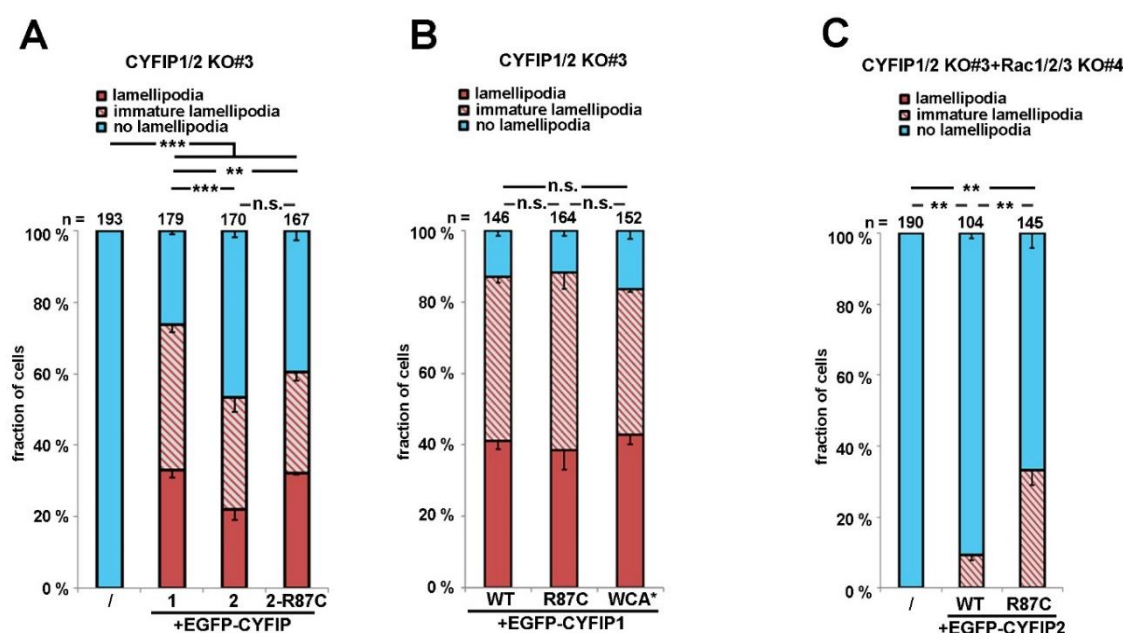 A
CYFIP1/2 KO#3
lamellipodia
immature lamellipodia
no lamellipodia
***
**
***
n.s.
n = 193 179 170 167
100 %
80 %
60 %
40 %
20 %
0 %
fraction of cells
/ 1 2 2-R87C
+EGFP-CYFIP
B
CYFIP1/2 KO#3
lamellipodia
immature lamellipodia
no lamellipodia
n.s.
n.s. n.s.
n = 146 164 152
100 %
80 %
60 %
40 %
20 %
0 %
fraction of cells
WT R87C WCA*
+EGFP-CYFIP1
C
CYFIP1/2 KO#3+Rac1/2/3 KO#4
lamellipodia
immature lamellipodia
no lamellipodia
**
** **
n = 190 104 145
100 %
80 %
60 %
40 %
20 %
0 %
fraction of cells
/ WT R87C
+EGFP-CYFIP2